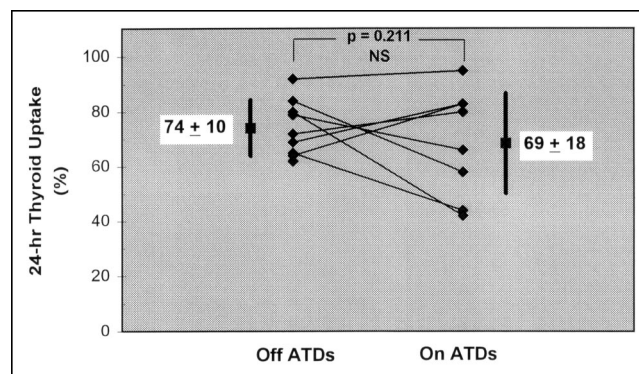 p = 0.211
NS
100
80
60
40
20
0
24-hr Thyroid Uptake
(%)
74 ± 10
69 ± 18
Off ATDs
On ATDs